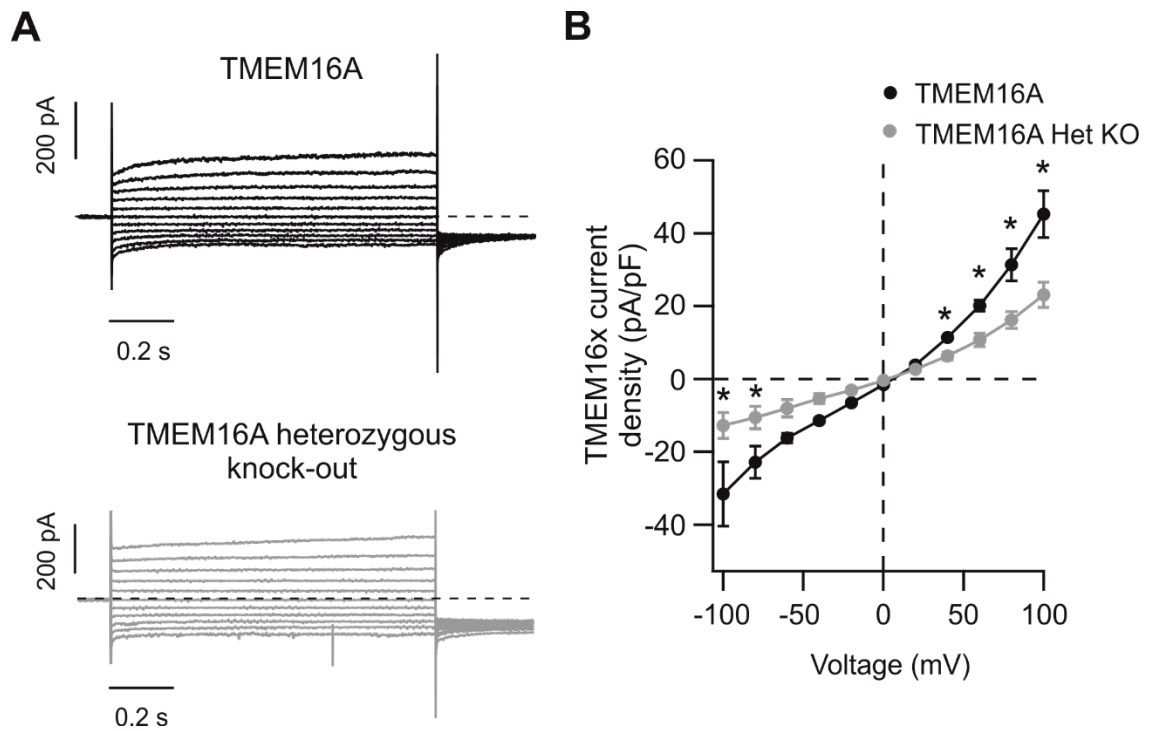 A
TMEM16A
200 pA
0.2 s
TMEM16A heterozygous
knock-out
200 pA
0.2 s
B
TMEM16A
TMEM16A Het KO
TMEM16x current
density (pA/pF)
60
40
20
0
-20
-40
* * * * * *
-100 -50 0 50 100
Voltage (mV)